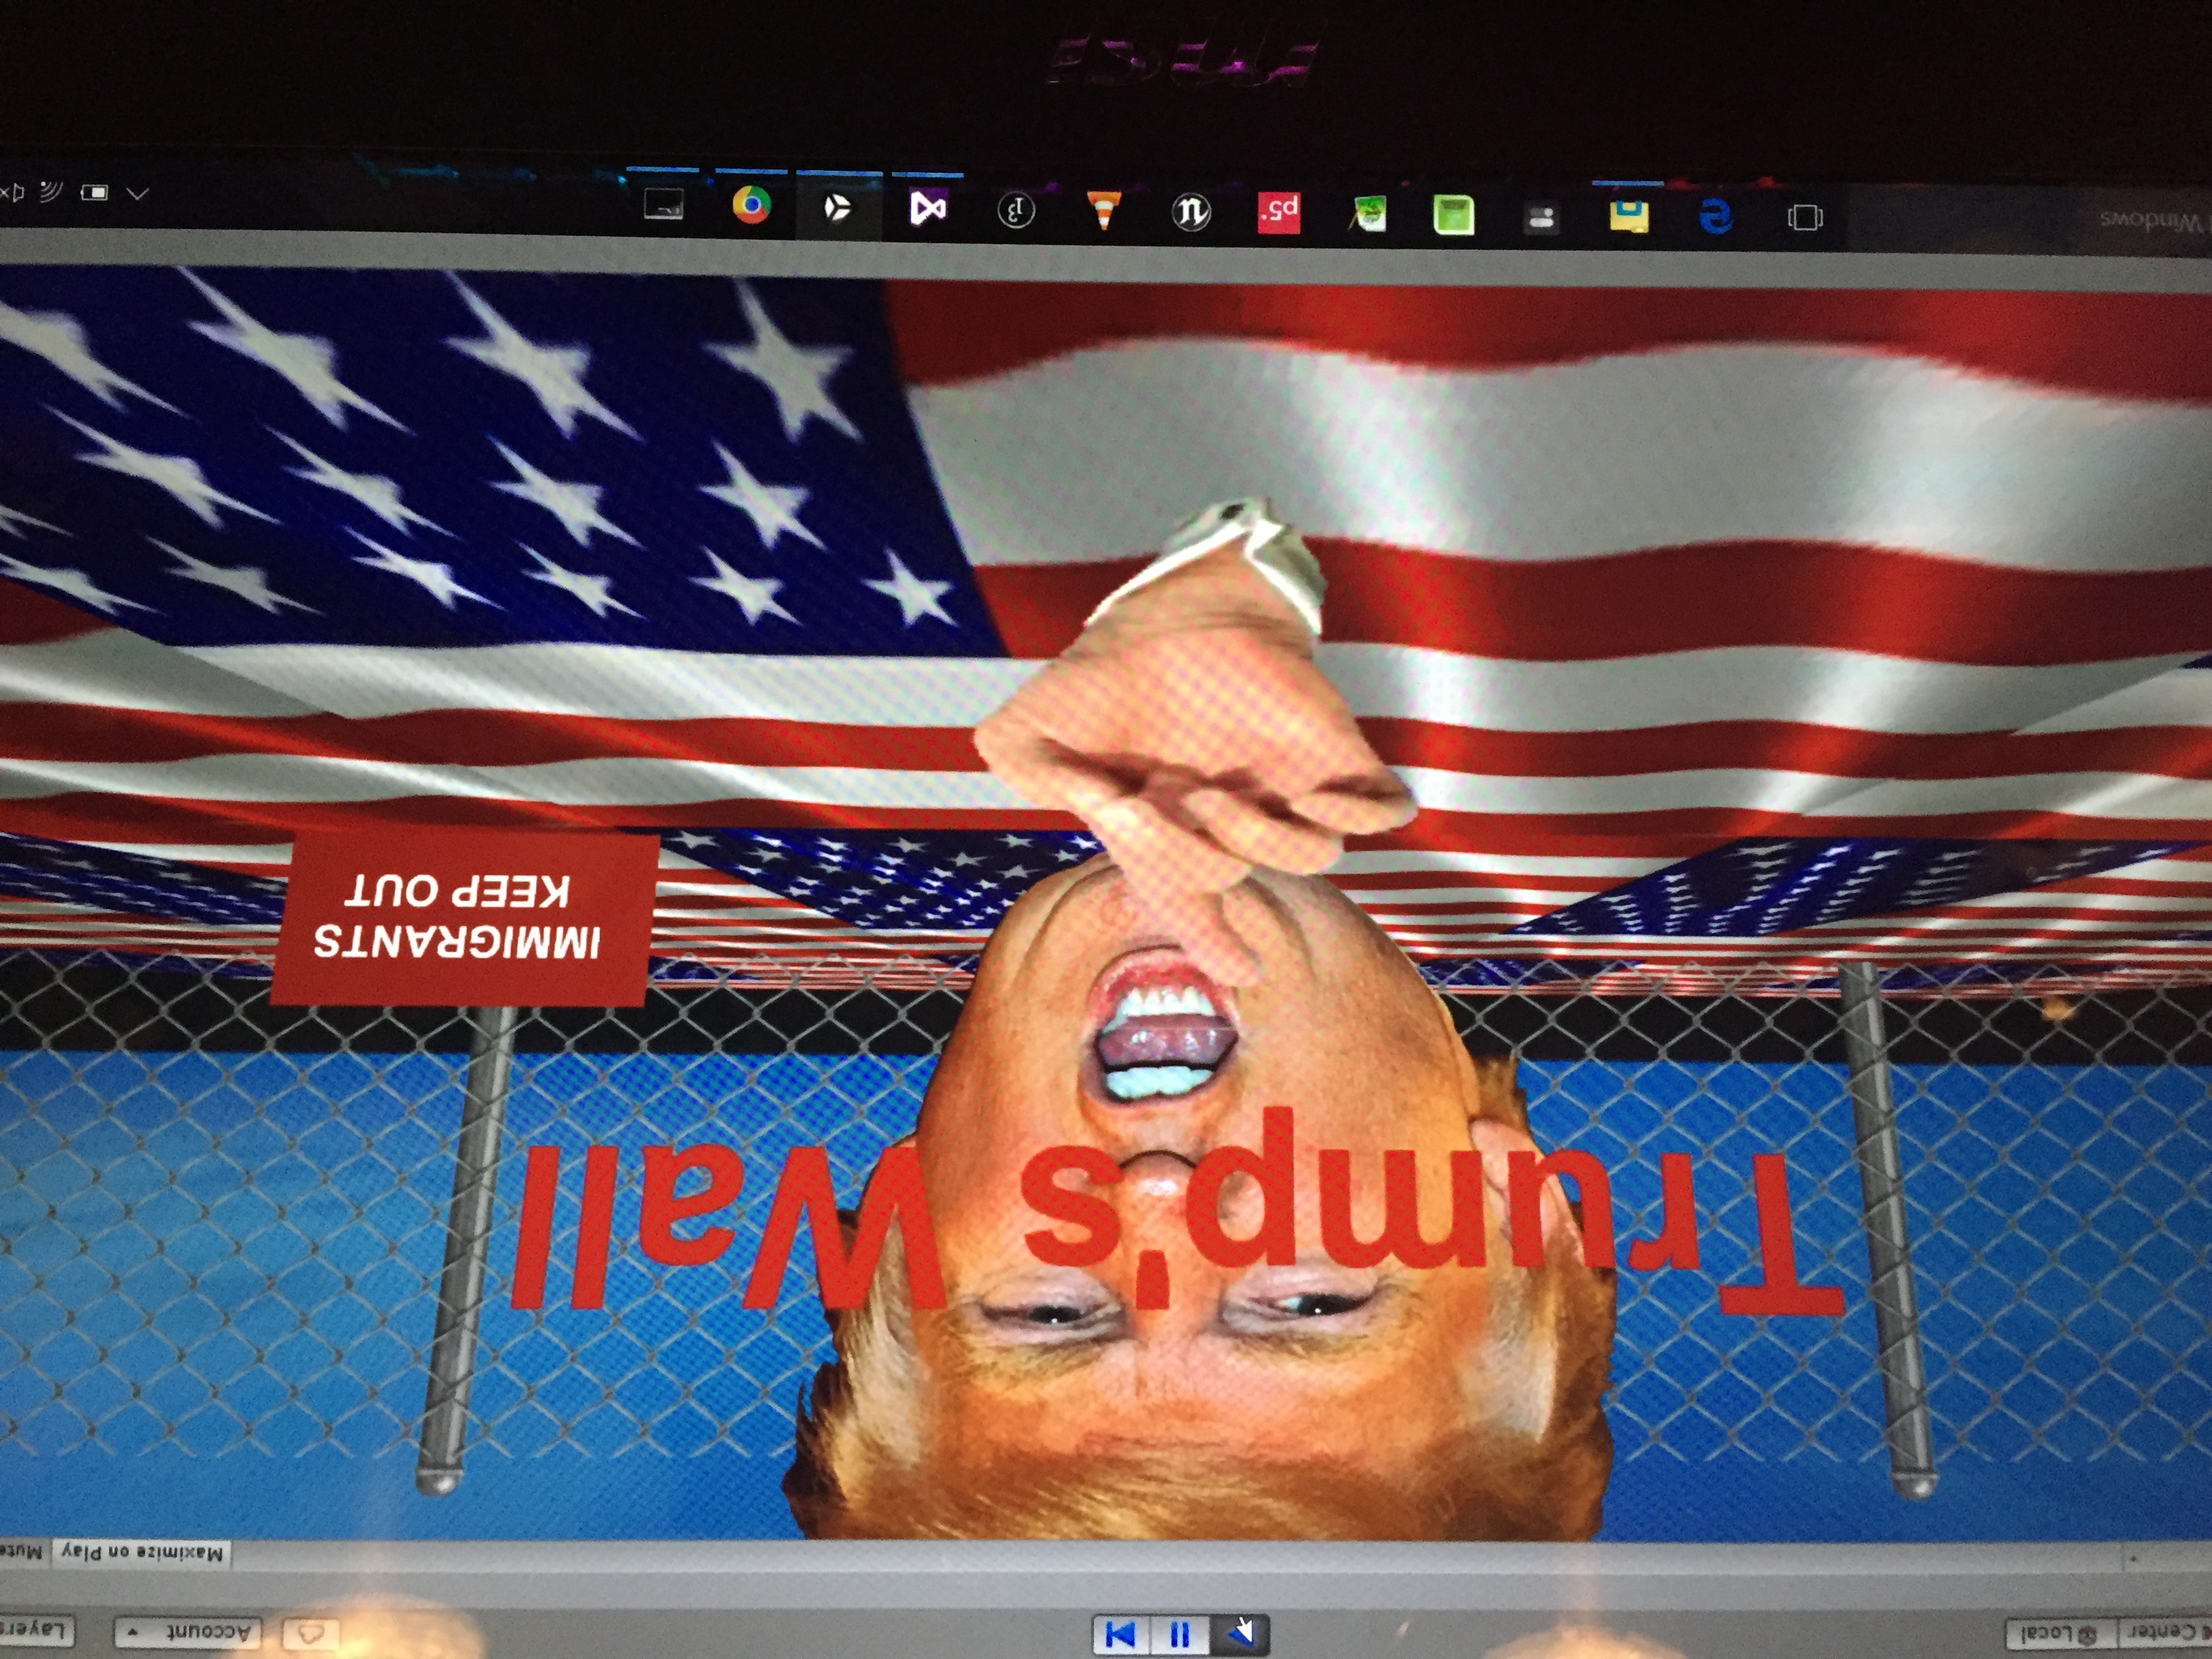 Center
Local
Account
Layers
Maximize on Play
Mute
Trump's Wall
IMMIGRANTS
KEEP OUT
Windows
p5*
msi